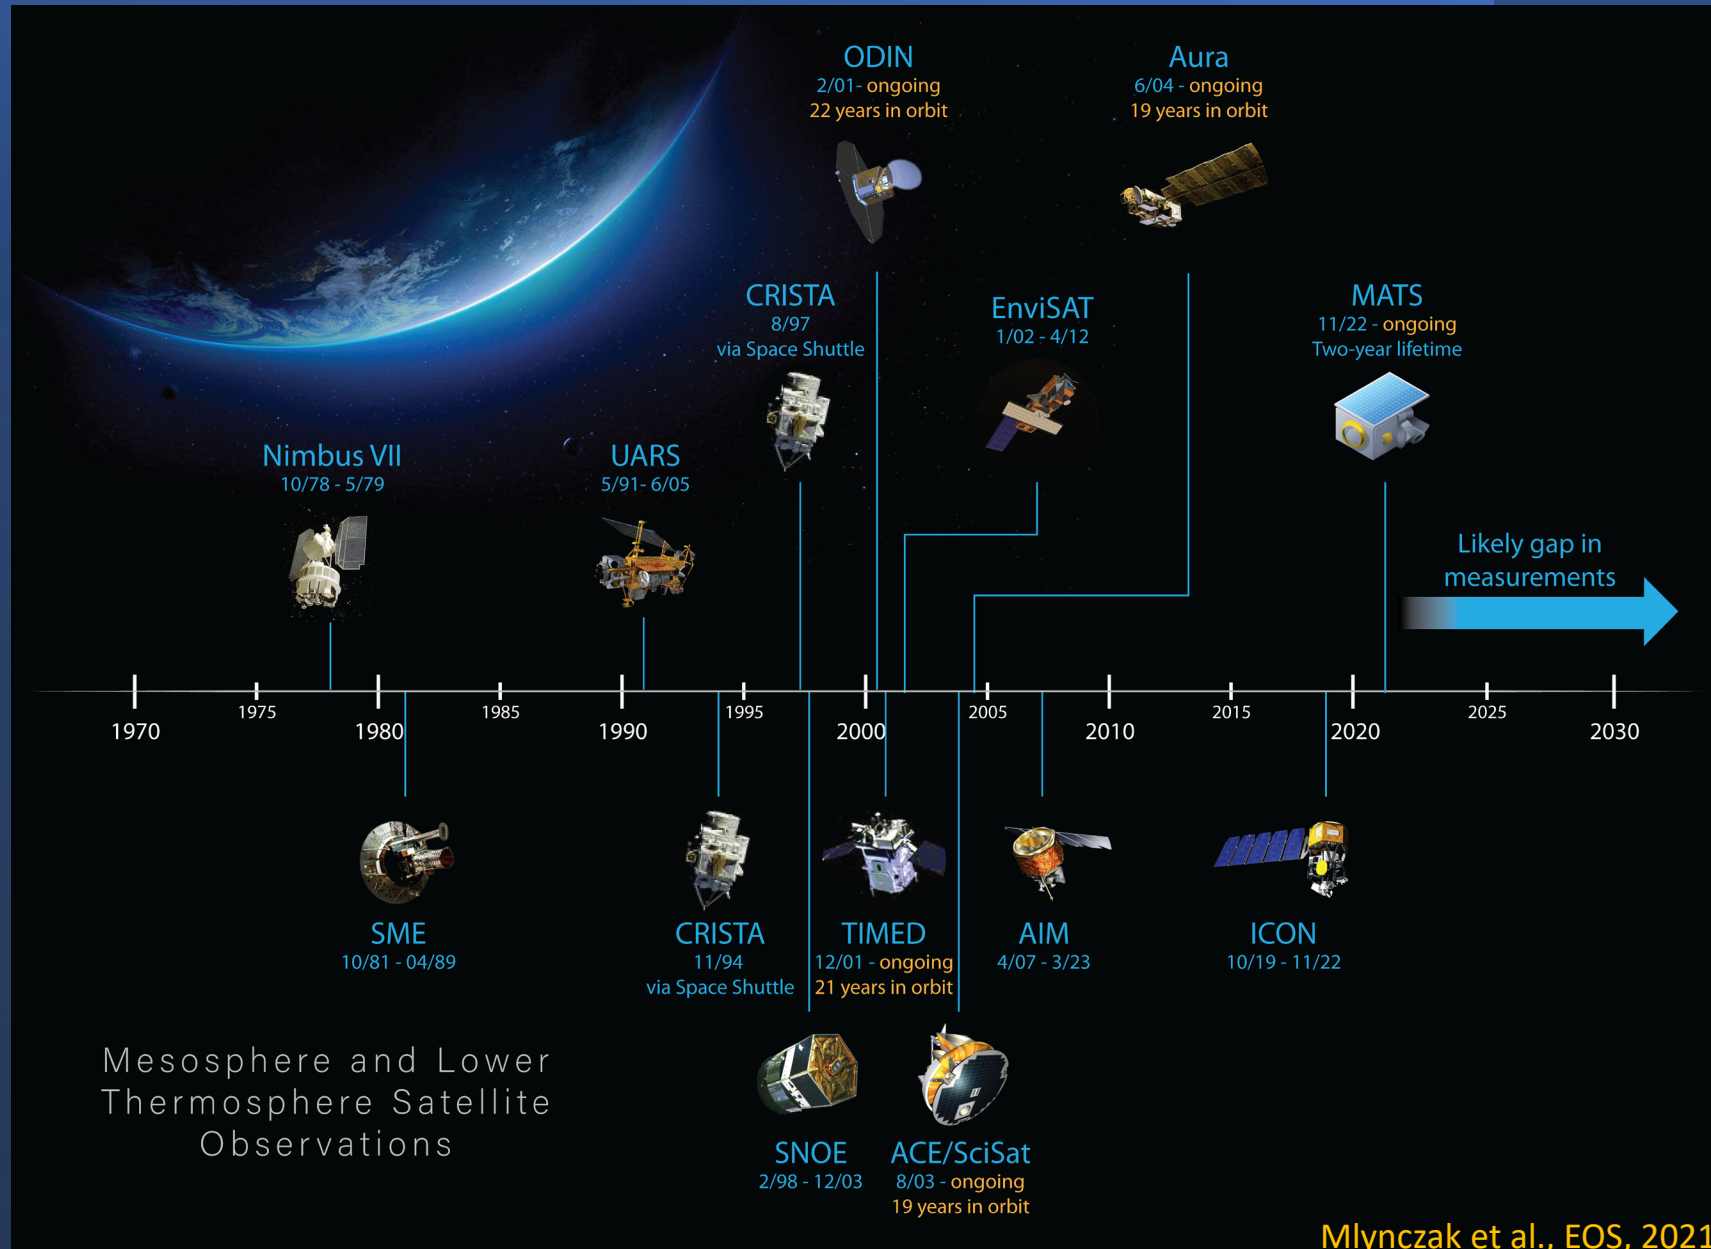 ODIN
2/01- ongoing
22 years in orbit
Aura
6/04 - ongoing
19 years in orbit
CRISTA
8/97
via Space Shuttle
EnviSAT
1/02 - 4/12
MATS
11/22 - ongoing
Two-year lifetime
Nimbus VII
10/78 - 5/79
UARS
5/91- 6/05
Likely gap in
measurements
1970
1975
1980
1985
1990
1995
2000
2005
2010
2015
2020
2025
2030
SME
10/81 - 04/89
CRISTA
11/94
via Space Shuttle
TIMED
12/01 - ongoing
21 years in orbit
AIM
4/07 - 3/23
ICON
10/19 - 11/22
Mesosphere and Lower
Thermosphere Satellite
Observations
SNOE
2/98 - 12/03
ACE/SciSat
8/03 - ongoing
19 years in orbit
Mlynczak et al., EOS, 2021